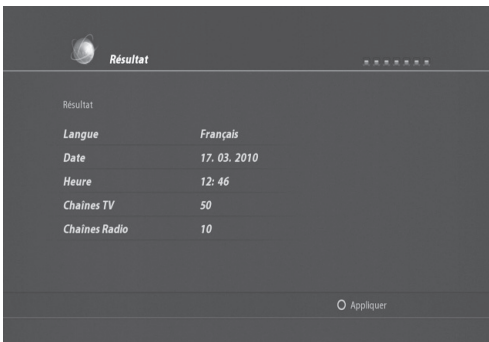 Résultat
Résultat
Langue Français
Date 17. 03. 2010
Heure 12: 46
Chaînes TV 50
Chaînes Radio 10
Appliquer